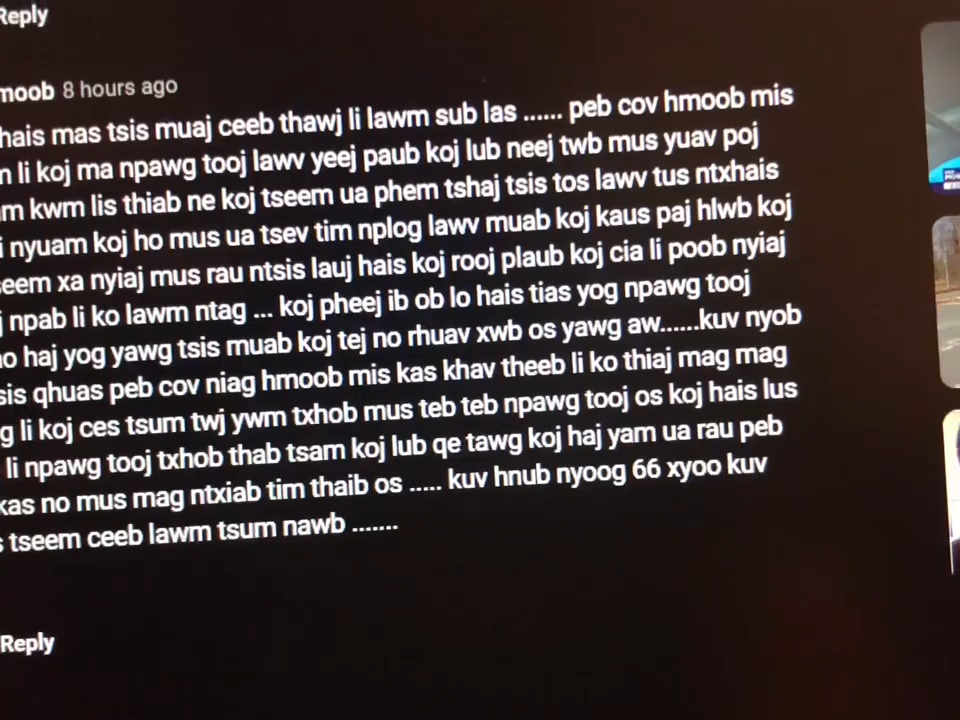 Reply
moob 8 hours ago
hais mas tsis muaj ceeb thawj li lawm sub las ...... peb cov hmoob mis
li koj ma npawg tooj lawv yeej paub koj lub neej twb mus yuav poj
kwm lis thiab ne koj tseem ua phem tshaj tsis tos lawv tus ntxhais
nyuam koj ho mus ua tsev tim nplog lawv muab koj kaus paj hlwb koj
seem xa nyiaj mus rau ntsis lauj hais koj rooj plaub koj cia li poob nyiaj
npab li ko lawm ntag ... koj pheej ib ob lo hais tias yog npawg tooj
haj yog yawg tsis muab koj tej no rhuav xwb os yawg aw......kuv nyob
sis qhuas peb cov niag hmoob mis kas khav theeb li ko thiaj mag mag
li koj ces tsum twj ywm txhob mus teb teb npawg tooj os koj hais lus
li npawg tooj txhob thab tsam koj lub qe tawg koj haj yam ua rau peb
kas no mus mag ntxiab tim thaib os ..... kuv hnub nyoog 66 xyoo kuv
tseem ceeb lawm tsum nawb .......
Reply